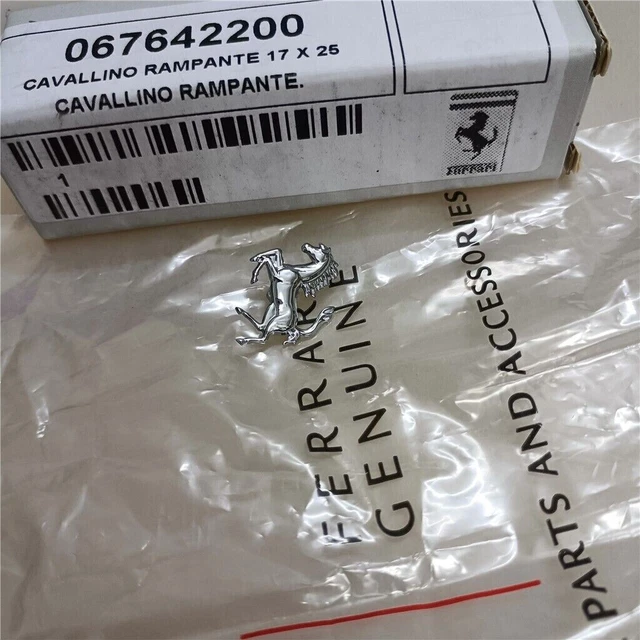 067642200
CAVALLINO RAMPANTE 17 X 25
CAVALLINO RAMPANTE.
1
Ferrari
FERRARI
GENUINE
PARTS AND ACCESSORIES